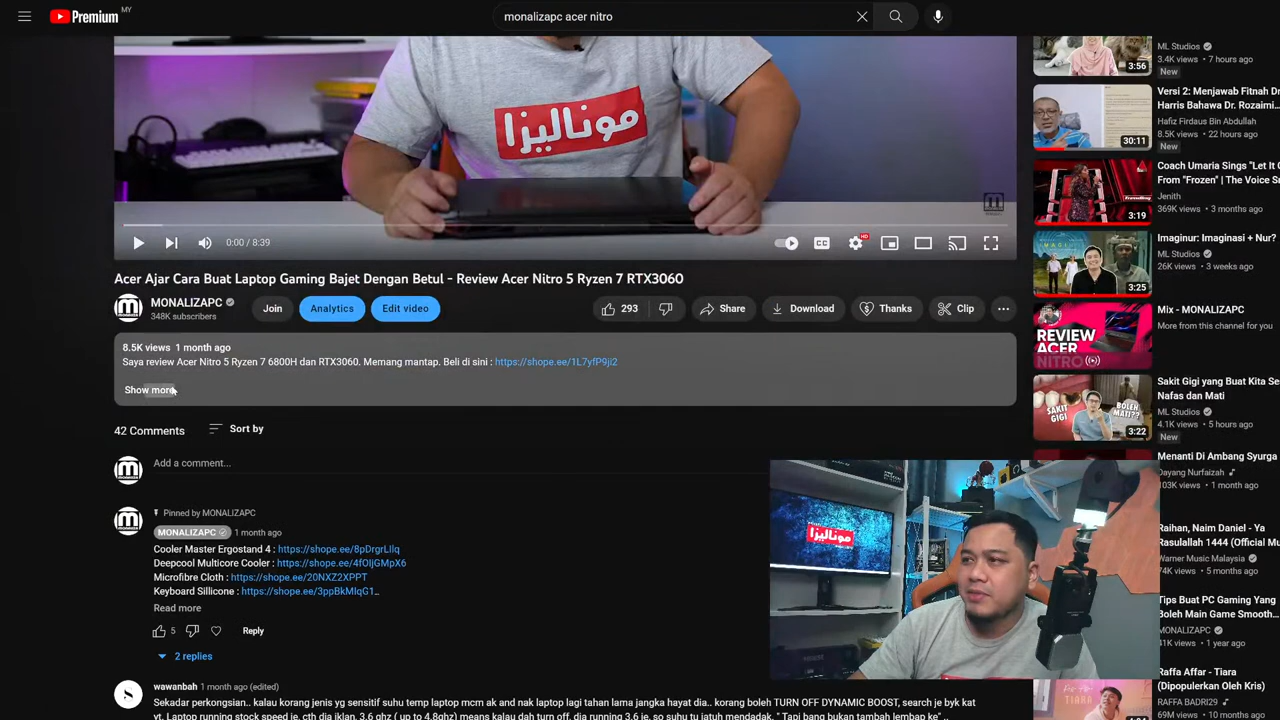 Premium MY
monalizapc acer nitro
موناليزا
0:00 / 8:39
CC
HD
Acer Ajar Cara Buat Laptop Gaming Bajet Dengan Betul - Review Acer Nitro 5 Ryzen 7 RTX3060
MONALIZAPC
348K subscribers
Join
Analytics
Edit video
293
Share
Download
Thanks
Clip
8.5K views 1 month ago
Saya review Acer Nitro 5 Ryzen 7 6800H dan RTX3060. Memang mantap. Beli di sini : https://shope.ee/1L7yfP9ji2
Show more
42 Comments
Sort by
Add a comment...
Pinned by MONALIZAPC
MONALIZAPC 1 month ago
Cooler Master Ergostand 4 : https://shope.ee/8pDrgrLIlq
Deepcool Multicore Cooler : https://shope.ee/4fOljGMpX6
Microfibre Cloth : https://shope.ee/20NXZ2XPPT
Keyboard Sillicone : https://shope.ee/3ppBkMIqG1_
Read more
5
Reply
2 replies
S
wawanbah 1 month ago (edited)
Sekadar perkongsian.. kalau korang jenis yg sensitif suhu temp laptop mcm ak and nak laptop lagi tahan lama jangka hayat dia.. korang boleh TURN OFF DYNAMIC BOOST, search je byk kat
yt. Laptop running stock speed je. cth dia iklan. 3.6 ghz ( up to 4.8ghz) means kalau dah turn off. dia running 3.6 je. so suhu tu jatuh mendadak. " Tapi bang bukan tambah lembap ke" ..
موناليزا
ML Studios
3.4K views • 7 hours ago
New
3:56
Versi 2: Menjawab Fitnah Dr
Harris Bahawa Dr. Rozaimi
Hafiz Firdaus Bin Abdullah
8.5K views • 22 hours ago
New
30:11
Coach Umaria Sings "Let It G
From "Frozen" | The Voice S
Jenith
369K views • 3 months ago
3:19
Imaginur: Imaginasi + Nur?
ML Studios
26K views • 3 weeks ago
3:25
Mix - MONALIZAPC
More from this channel for you
REVIEW
ACER
NITRO
Sakit Gigi yang Buat Kita Se
Nafas dan Mati
ML Studios
4.1K views • 5 hours ago
New
SAKIT
GIGI
BOLEH
MATI??
3:22
Menanti Di Ambang Syurga
Dayang Nurfaizah
103K views • 1 month ago
Raihan, Naim Daniel - Ya
Rasulallah 1444 (Official Mu
Warner Music Malaysia
74K views • 5 months ago
Tips Buat PC Gaming Yang
Boleh Main Game Smooth...
MONALIZAPC
41K views • 1 year ago
Raffa Affar - Tiara
(Dipopulerkan Oleh Kris)
RAFFA BADRI29
69M views • 10 months ago